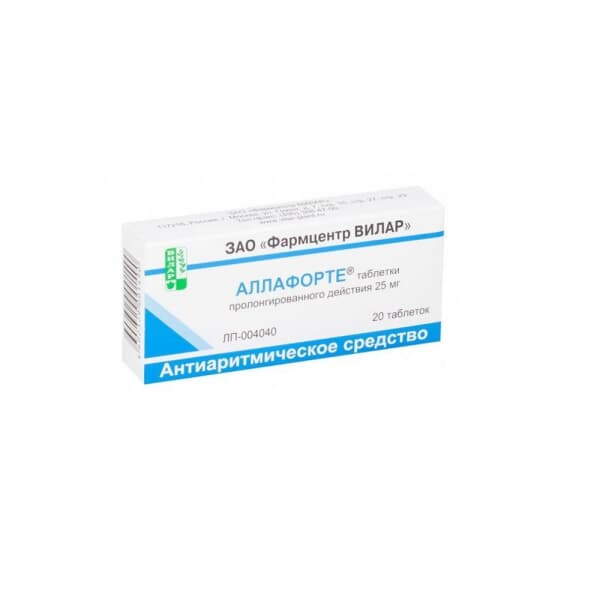 ЗАО «Фармцентр ВИЛАР»
АЛЛАФОРТЕ® таблетки
пролонгированного действия 25 мг
20 таблеток
ЛП-004040
Антиаритмическое средство